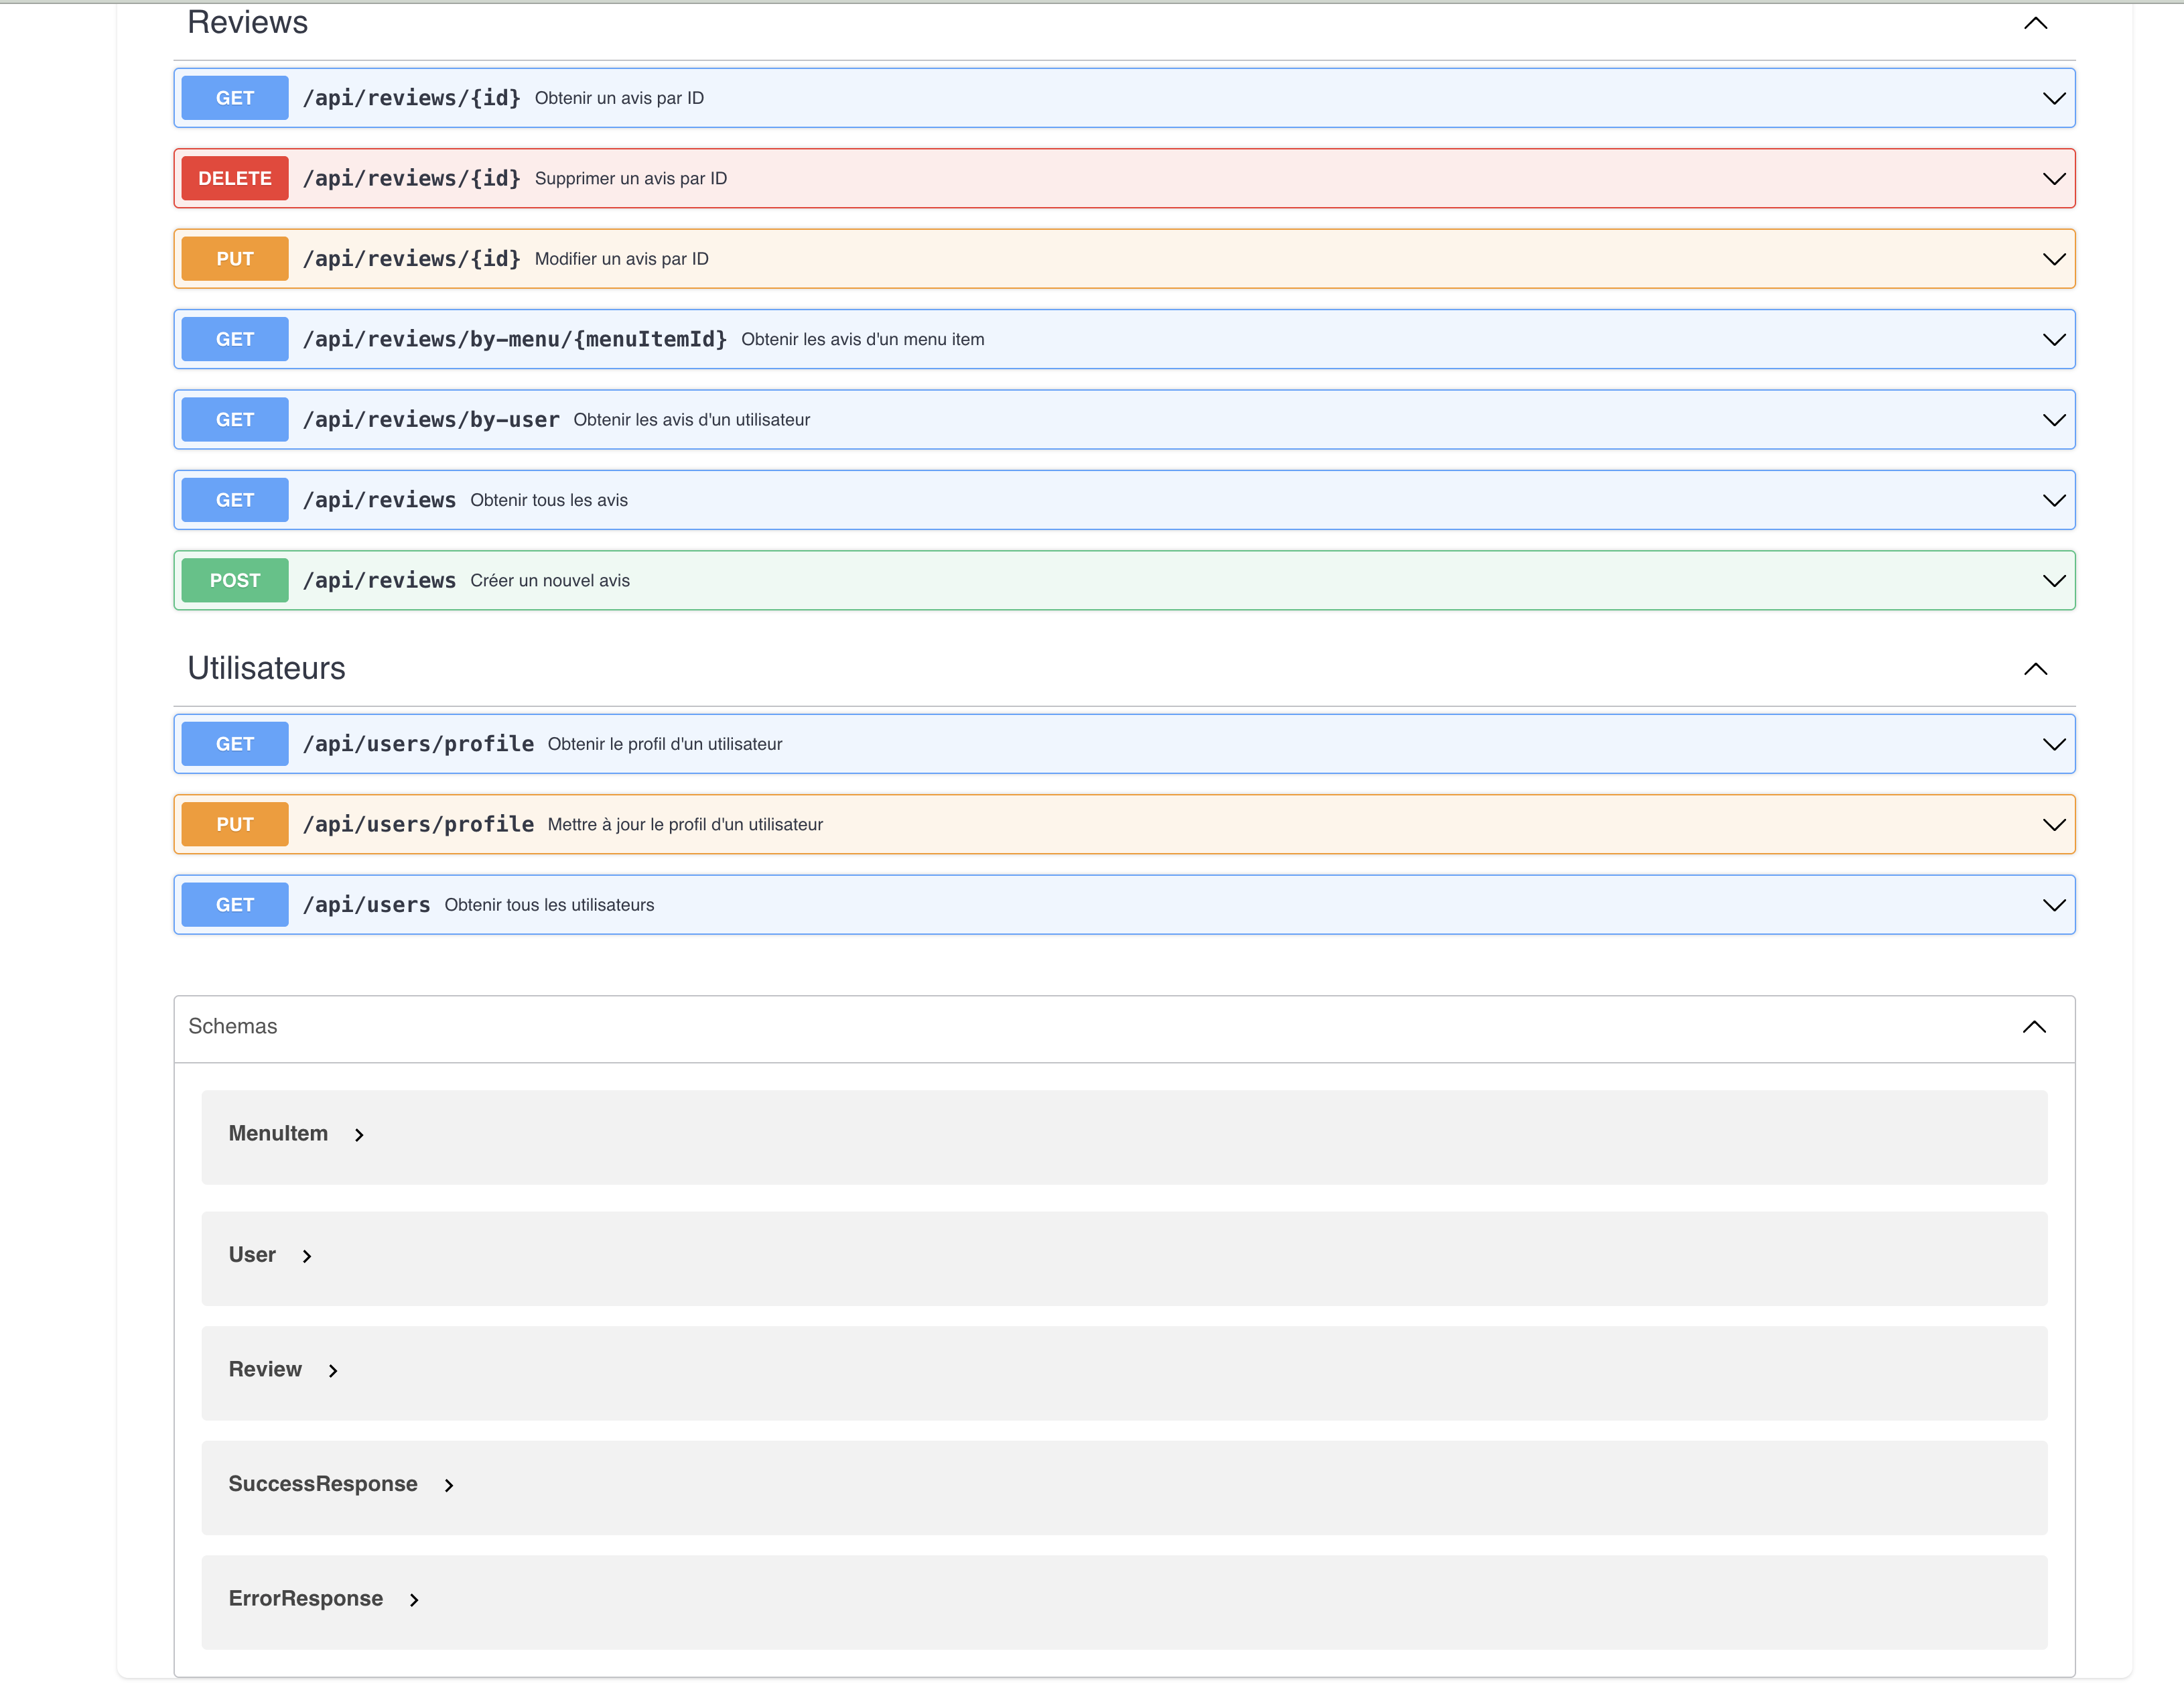 Reviews
GET /api/reviews/{id} Obtenir un avis par ID
DELETE /api/reviews/{id} Supprimer un avis par ID
PUT /api/reviews/{id} Modifier un avis par ID
GET /api/reviews/by-menu/{menuItemId} Obtenir les avis d'un menu item
GET /api/reviews/by-user Obtenir les avis d'un utilisateur
GET /api/reviews Obtenir tous les avis
POST /api/reviews Créer un nouvel avis
Utilisateurs
GET /api/users/profile Obtenir le profil d'un utilisateur
PUT /api/users/profile Mettre à jour le profil d'un utilisateur
GET /api/users Obtenir tous les utilisateurs
Schemas
MenuItem
User
Review
SuccessResponse
ErrorResponse